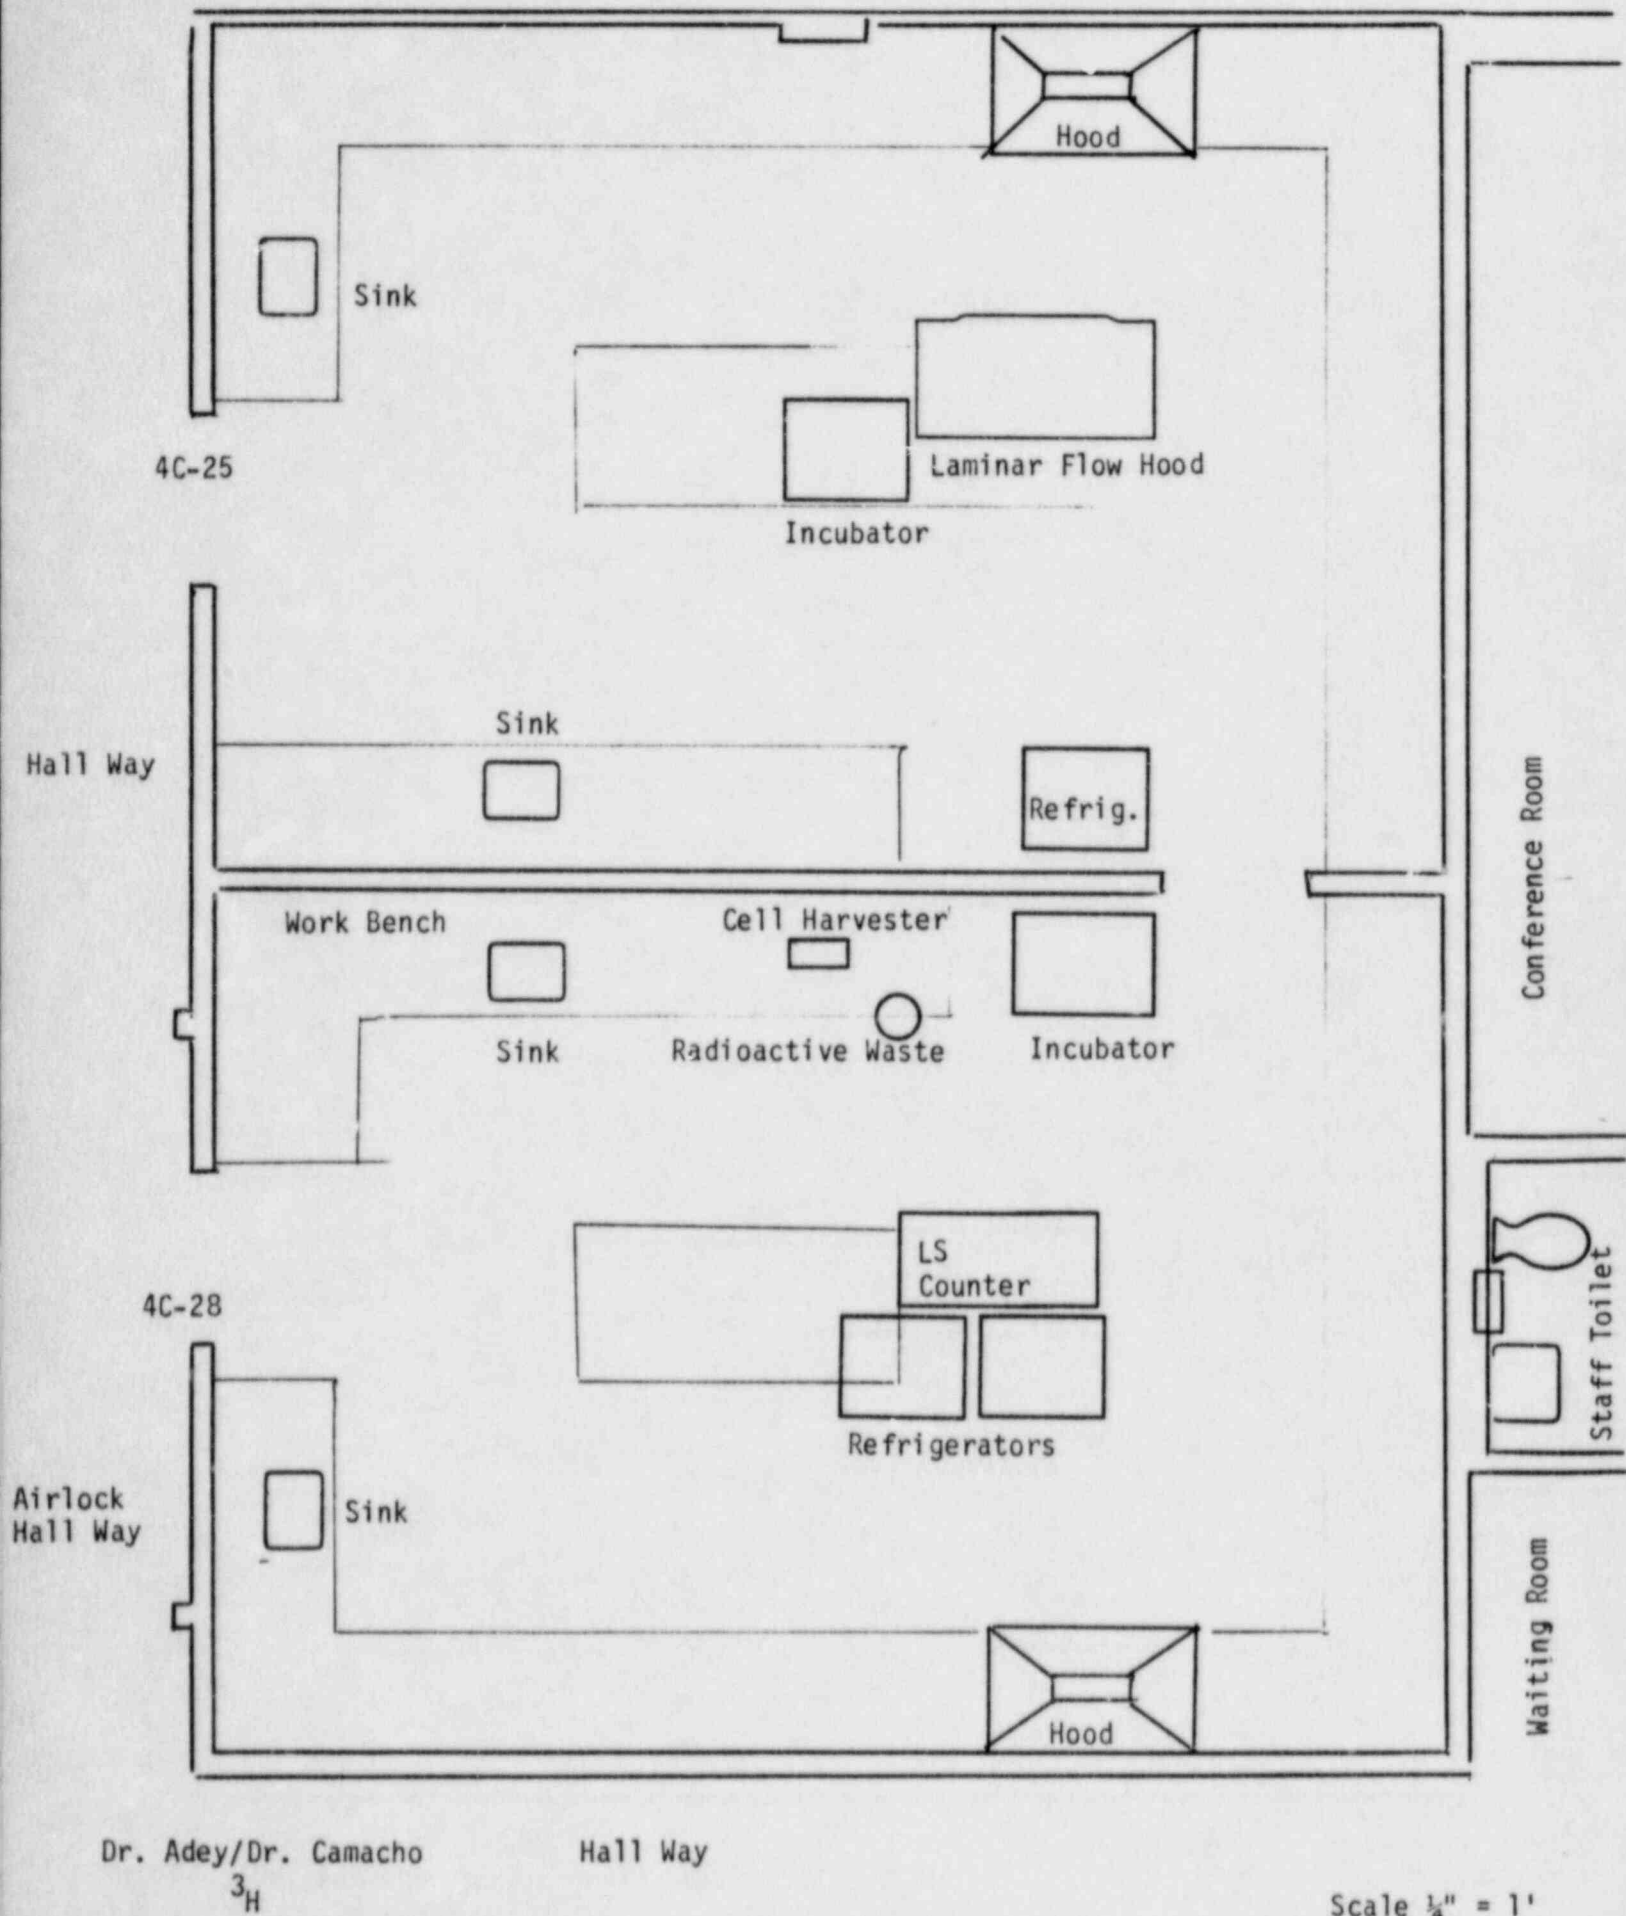 Hood
Sink
4C-25
Laminar Flow Hood
Incubator
Sink
Hall Way
Refrig.
Conference Room
Work Bench
Cell Harvester
Sink
Radioactive Waste
Incubator
LS
Counter
4C-28
Staff Toilet
Refrigerators
Airlock
Hall Way
Sink
Waiting Room
Hood
Dr. Adey/Dr. Camacho
Hall Way
³H
Scale ¼" = 1'